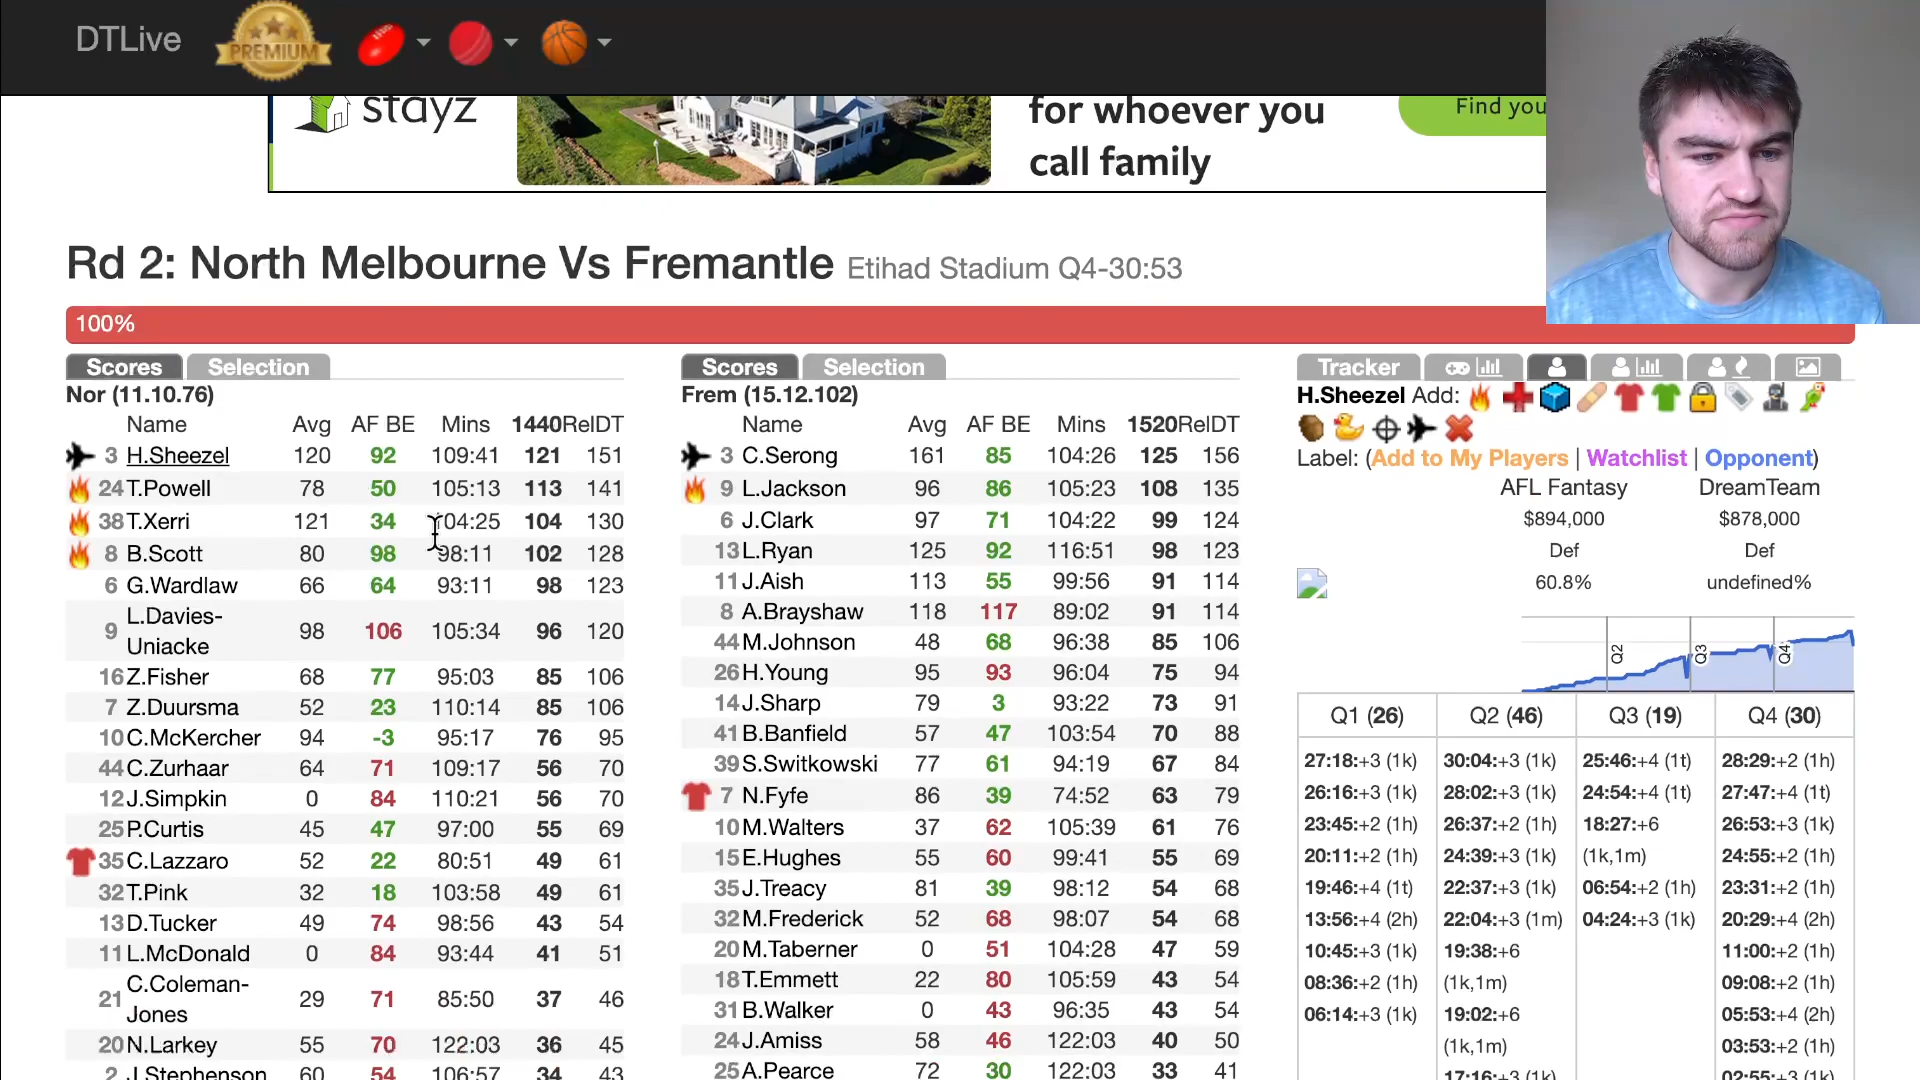 DTLive
PREMIUM
stayz
for whoever you
call family
Find you
Rd 2: North Melbourne Vs Fremantle Etihad Stadium Q4-30:53
100%
Scores Selection
Nor (11.10.76)
Name Avg AF BE Mins 1440 RelDT
3 H.Sheezel 120 92 109:41 121 151
24 T.Powell 78 50 105:13 113 141
38 T.Xerri 121 34 104:25 104 130
8 B.Scott 80 98 98:11 102 128
6 G.Wardlaw 66 64 93:11 98 123
9 L.Davies-Uniacke 98 106 105:34 96 120
16 Z.Fisher 68 77 95:03 85 106
7 Z.Duursma 52 23 110:14 85 106
10 C.McKercher 94 -3 95:17 76 95
44 C.Zurhaar 64 71 109:17 56 70
12 J.Simpkin 0 84 110:21 56 70
25 P.Curtis 45 47 97:00 55 69
35 C.Lazzaro 52 22 80:51 49 61
32 T.Pink 32 18 103:58 49 61
13 D.Tucker 49 74 98:56 43 54
11 L.McDonald 0 84 93:44 41 51
21 C.Coleman-Jones 29 71 85:50 37 46
20 N.Larkey 55 70 122:03 36 45
2 J.Stephenson 60 54 106:57 34 43
Scores Selection
Frem (15.12.102)
Name Avg AF BE Mins 1520 RelDT
3 C.Serong 161 85 104:26 125 156
9 L.Jackson 96 86 105:23 108 135
6 J.Clark 97 71 104:22 99 124
13 L.Ryan 125 92 116:51 98 123
11 J.Aish 113 55 99:56 91 114
8 A.Brayshaw 118 117 89:02 91 114
44 M.Johnson 48 68 96:38 85 106
26 H.Young 95 93 96:04 75 94
14 J.Sharp 79 3 93:22 73 91
41 B.Banfield 57 47 103:54 70 88
39 S.Switkowski 77 61 94:19 67 84
7 N.Fyfe 86 39 74:52 63 79
10 M.Walters 37 62 105:39 61 76
15 E.Hughes 55 60 99:41 55 69
35 J.Treacy 81 39 98:12 54 68
32 M.Frederick 52 68 98:07 54 68
20 M.Taberner 0 51 104:28 47 59
18 T.Emmett 22 80 105:59 43 54
31 B.Walker 0 43 96:35 43 54
24 J.Amiss 58 46 122:03 40 50
25 A.Pearce 72 30 122:03 33 41
Tracker
H.Sheezel Add:
Label: (Add to My Players | Watchlist | Opponent)
AFL Fantasy DreamTeam
$894,000 $878,000
Def Def
60.8% undefined%
Q2 Q3 Q4
Q1 (26) Q2 (46) Q3 (19) Q4 (30)
27:18:+3 (1k) 30:04:+3 (1k) 25:46:+4 (1t) 28:29:+2 (1h)
26:16:+3 (1k) 28:02:+3 (1k) 24:54:+4 (1t) 27:47:+4 (1t)
23:45:+2 (1h) 26:37:+2 (1h) 18:27:+6 26:53:+3 (1k)
20:11:+2 (1h) 24:39:+3 (1k) (1k,1m) 24:55:+2 (1h)
19:46:+4 (1t) 22:37:+3 (1k) 06:54:+2 (1h) 23:31:+2 (1h)
13:56:+4 (2h) 22:04:+3 (1m) 04:24:+3 (1k) 20:29:+4 (2h)
10:45:+3 (1k) 19:38:+6 11:00:+2 (1h)
08:36:+2 (1h) (1k,1m) 09:08:+2 (1h)
06:14:+3 (1k) 19:02:+6 05:53:+4 (2h)
(1k,1m) 03:53:+2 (1h)
17:16:+3 (1k) 02:55:+3 (1k)